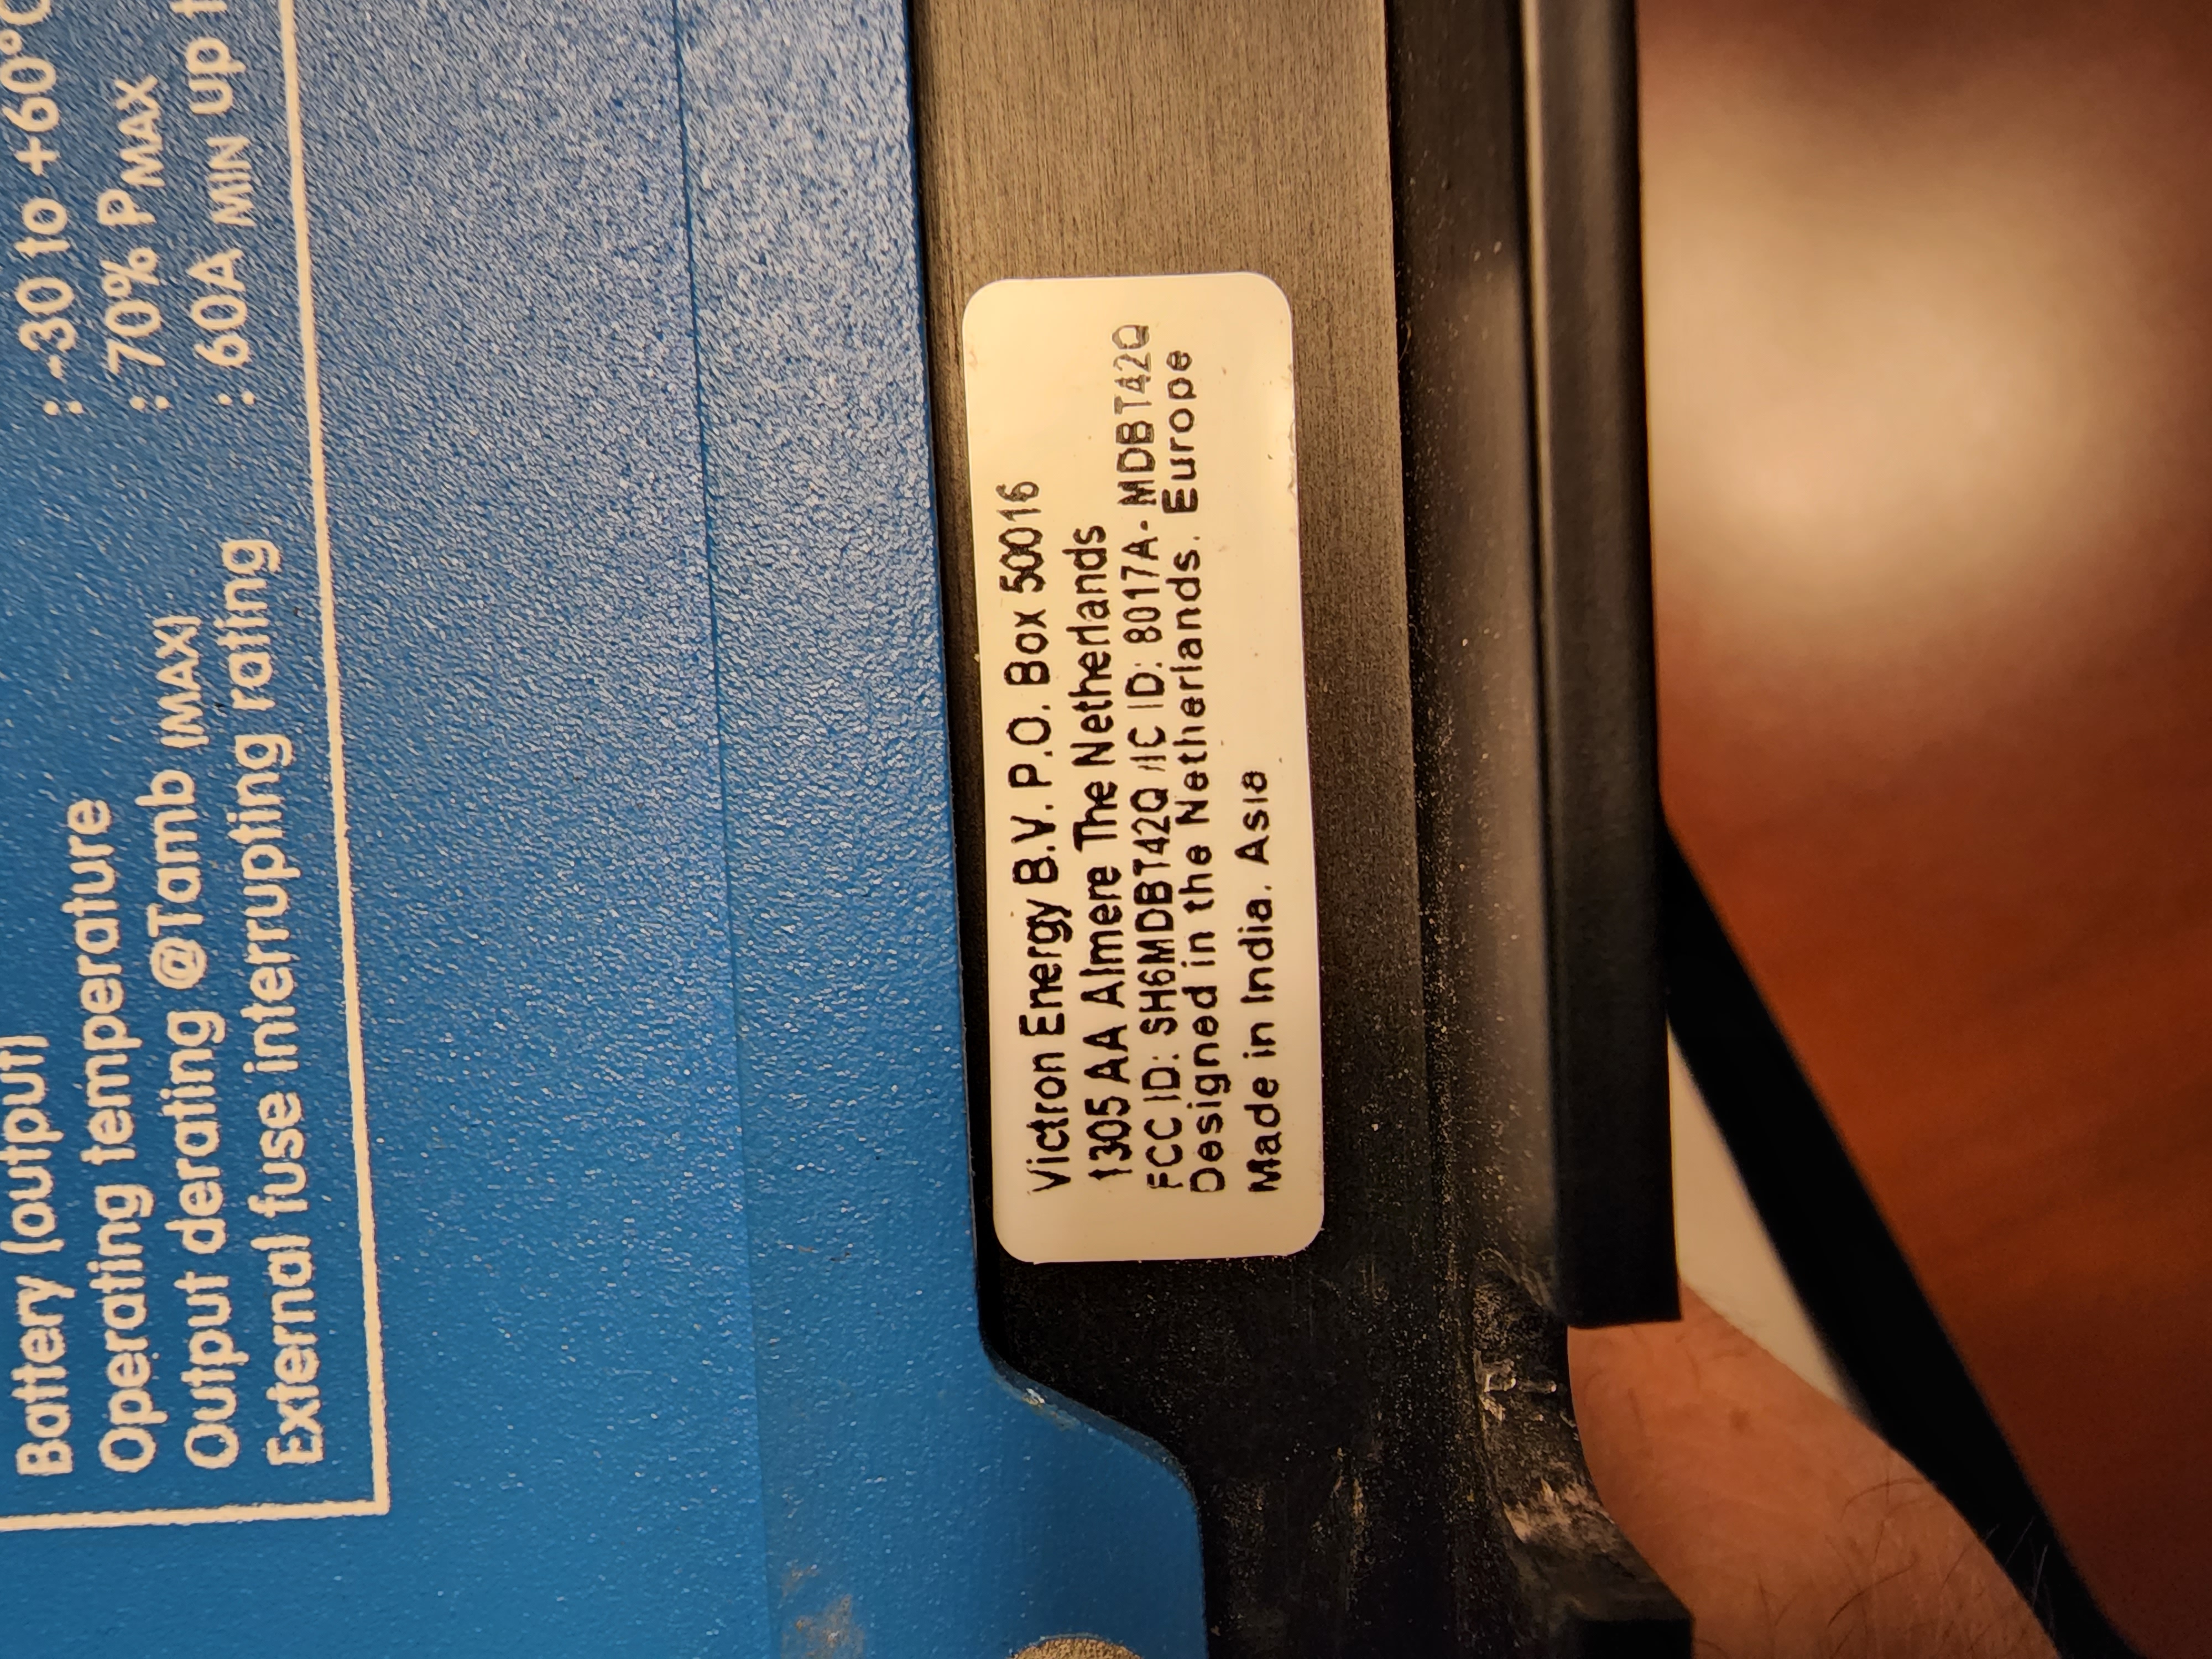 Battery (output)
Operating temperature : -30 to +60°C
Output derating @Tamb (MAX) : 70% PMAX
External fuse interrupting rating : 60A MIN up
Victron Energy B.V. P.O. Box 50016
1305 AA Almere The Netherlands
FCC ID: SH6MDBT42Q /IC ID: 8017A-MDBT42Q
Designed in the Netherlands. Europe
Made in India. Asia